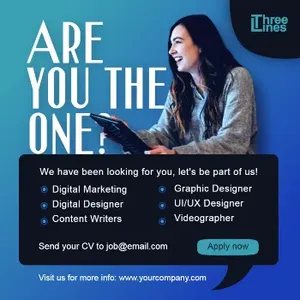 Three
Lines
ARE
YOU THE
ONE?
We have been looking for you, let's be part of us!
Digital Marketing
Digital Designer
Content Writers
Graphic Designer
UI/UX Designer
Videographer
Send your CV to job@email.com
Apply now
Visit us for more info: www.yourcompany.com